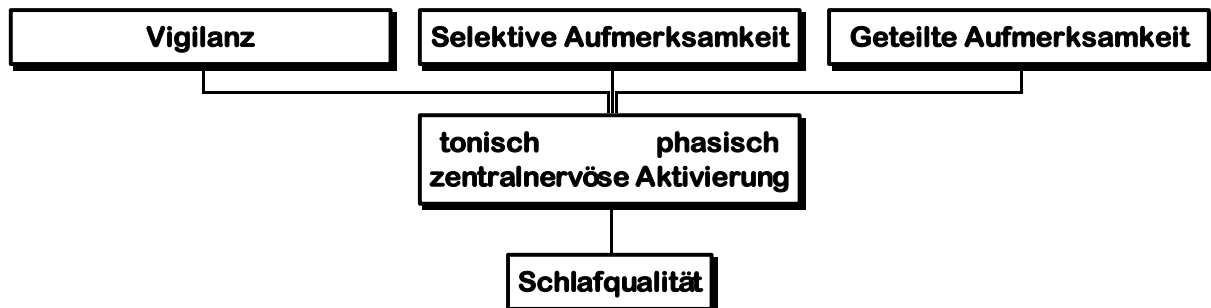 Vigilanz
Selektive Aufmerksamkeit
Geteilte Aufmerksamkeit
tonisch phasisch
zentralnervöse Aktivierung
Schlafqualität